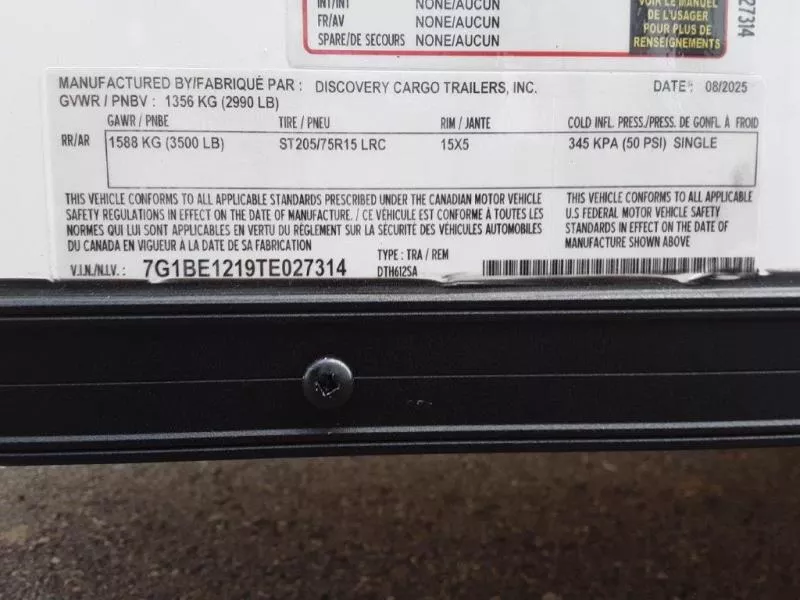 INT/INT NONE/AUCUN
FR/AV NONE/AUCUN
SPARE/DE SECOURS NONE/AUCUN
VOIR LE MANUEL
DE L'USAGER
POUR PLUS DE
RENSEIGNEMENTS
27314
MANUFACTURED BY/FABRIQUÉ PAR : DISCOVERY CARGO TRAILERS, INC. DATE : 08/2025
GVWR / PNBV : 1356 KG (2990 LB)
GAWR / PNBE TIRE / PNEU RIM / JANTE COLD INFL. PRESS./PRESS. DE GONFL. À FROID
RR/AR 1588 KG (3500 LB) ST205/75R15 LRC 15X5 345 KPA (50 PSI) SINGLE
THIS VEHICLE CONFORMS TO ALL APPLICABLE STANDARDS PRESCRIBED UNDER THE CANADIAN MOTOR VEHICLE
SAFETY REGULATIONS IN EFFECT ON THE DATE OF MANUFACTURE. / CE VÉHICULE EST CONFORME À TOUTES LES
NORMES QUI LUI SONT APPLICABLES EN VERTU DU RÈGLEMENT SUR LA SÉCURITÉ DES VÉHICULES AUTOMOBILES
DU CANADA EN VIGUEUR À LA DATE DE SA FABRICATION
THIS VEHICLE CONFORMS TO ALL APPLICABLE
U.S FEDERAL MOTOR VEHICLE SAFETY
STANDARDS IN EFFECT ON THE DATE OF
MANUFACTURE SHOWN ABOVE
V.I.N./N.I.V. : 7G1BE1219TE027314
TYPE : TRA / REM
DTH612SA